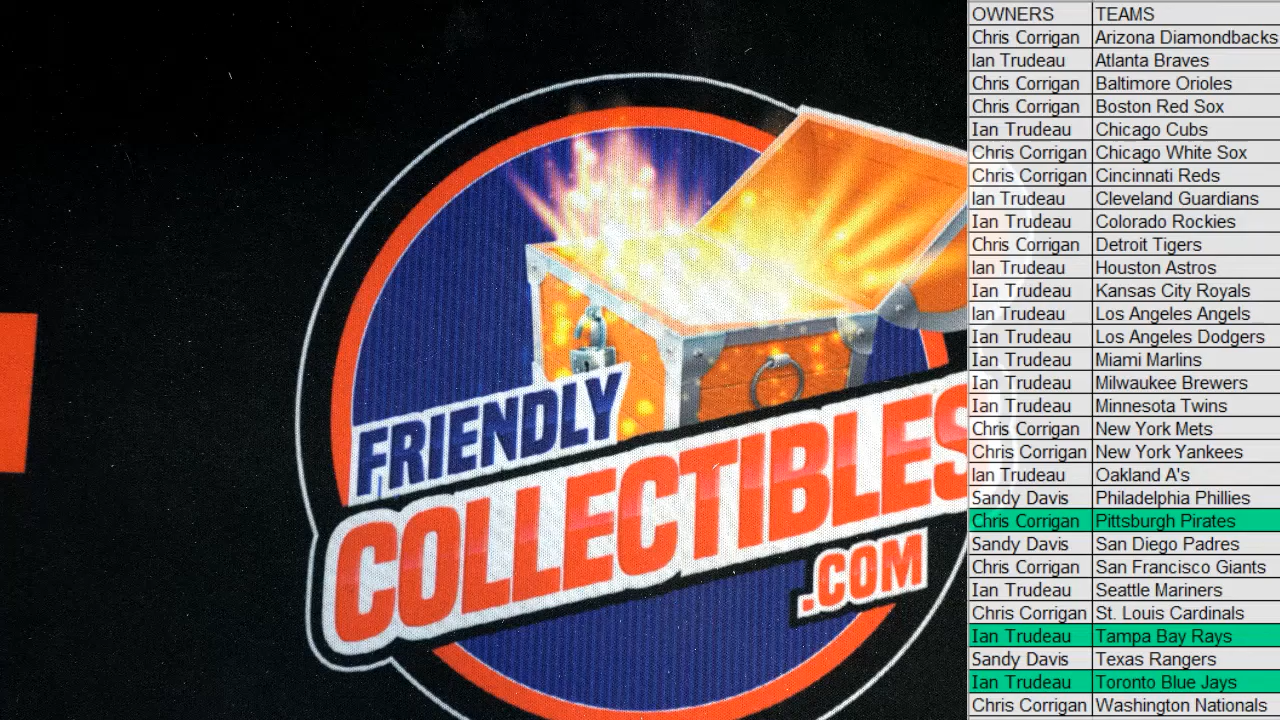 FRIENDLY
COLLECTIBLES
.COM
OWNERS TEAMS
Chris Corrigan Arizona Diamondbacks
Ian Trudeau Atlanta Braves
Chris Corrigan Baltimore Orioles
Chris Corrigan Boston Red Sox
Ian Trudeau Chicago Cubs
Chris Corrigan Chicago White Sox
Chris Corrigan Cincinnati Reds
Ian Trudeau Cleveland Guardians
Ian Trudeau Colorado Rockies
Chris Corrigan Detroit Tigers
Ian Trudeau Houston Astros
Ian Trudeau Kansas City Royals
Ian Trudeau Los Angeles Angels
Ian Trudeau Los Angeles Dodgers
Ian Trudeau Miami Marlins
Ian Trudeau Milwaukee Brewers
Ian Trudeau Minnesota Twins
Chris Corrigan New York Mets
Chris Corrigan New York Yankees
Ian Trudeau Oakland A's
Sandy Davis Philadelphia Phillies
Chris Corrigan Pittsburgh Pirates
Sandy Davis San Diego Padres
Chris Corrigan San Francisco Giants
Ian Trudeau Seattle Mariners
Chris Corrigan St. Louis Cardinals
Ian Trudeau Tampa Bay Rays
Sandy Davis Texas Rangers
Ian Trudeau Toronto Blue Jays
Chris Corrigan Washington Nationals